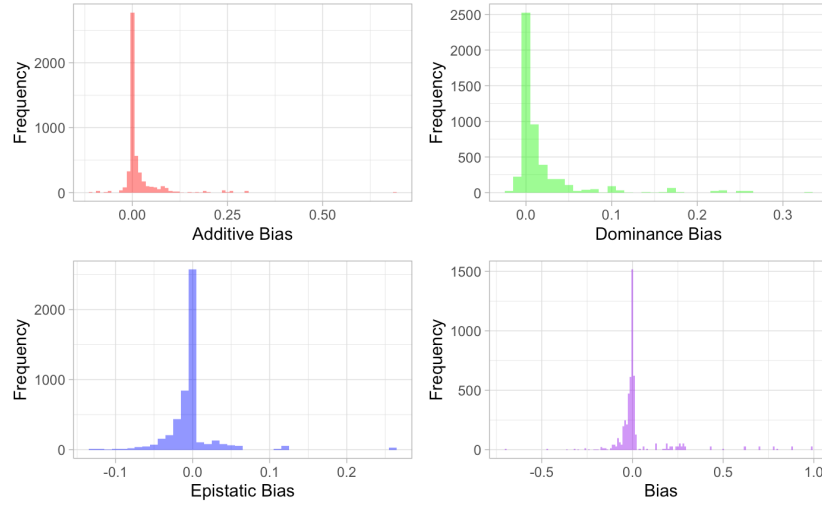 2000
1000
0
Frequency
0.00 0.25 0.50
Additive Bias
2500
2000
1500
1000
500
0
Frequency
0.0 0.1 0.2 0.3
Dominance Bias
2000
1000
0
Frequency
-0.1 0.0 0.1 0.2
Epistatic Bias
1500
1000
500
0
Frequency
-0.5 0.0 0.5 1.0
Bias